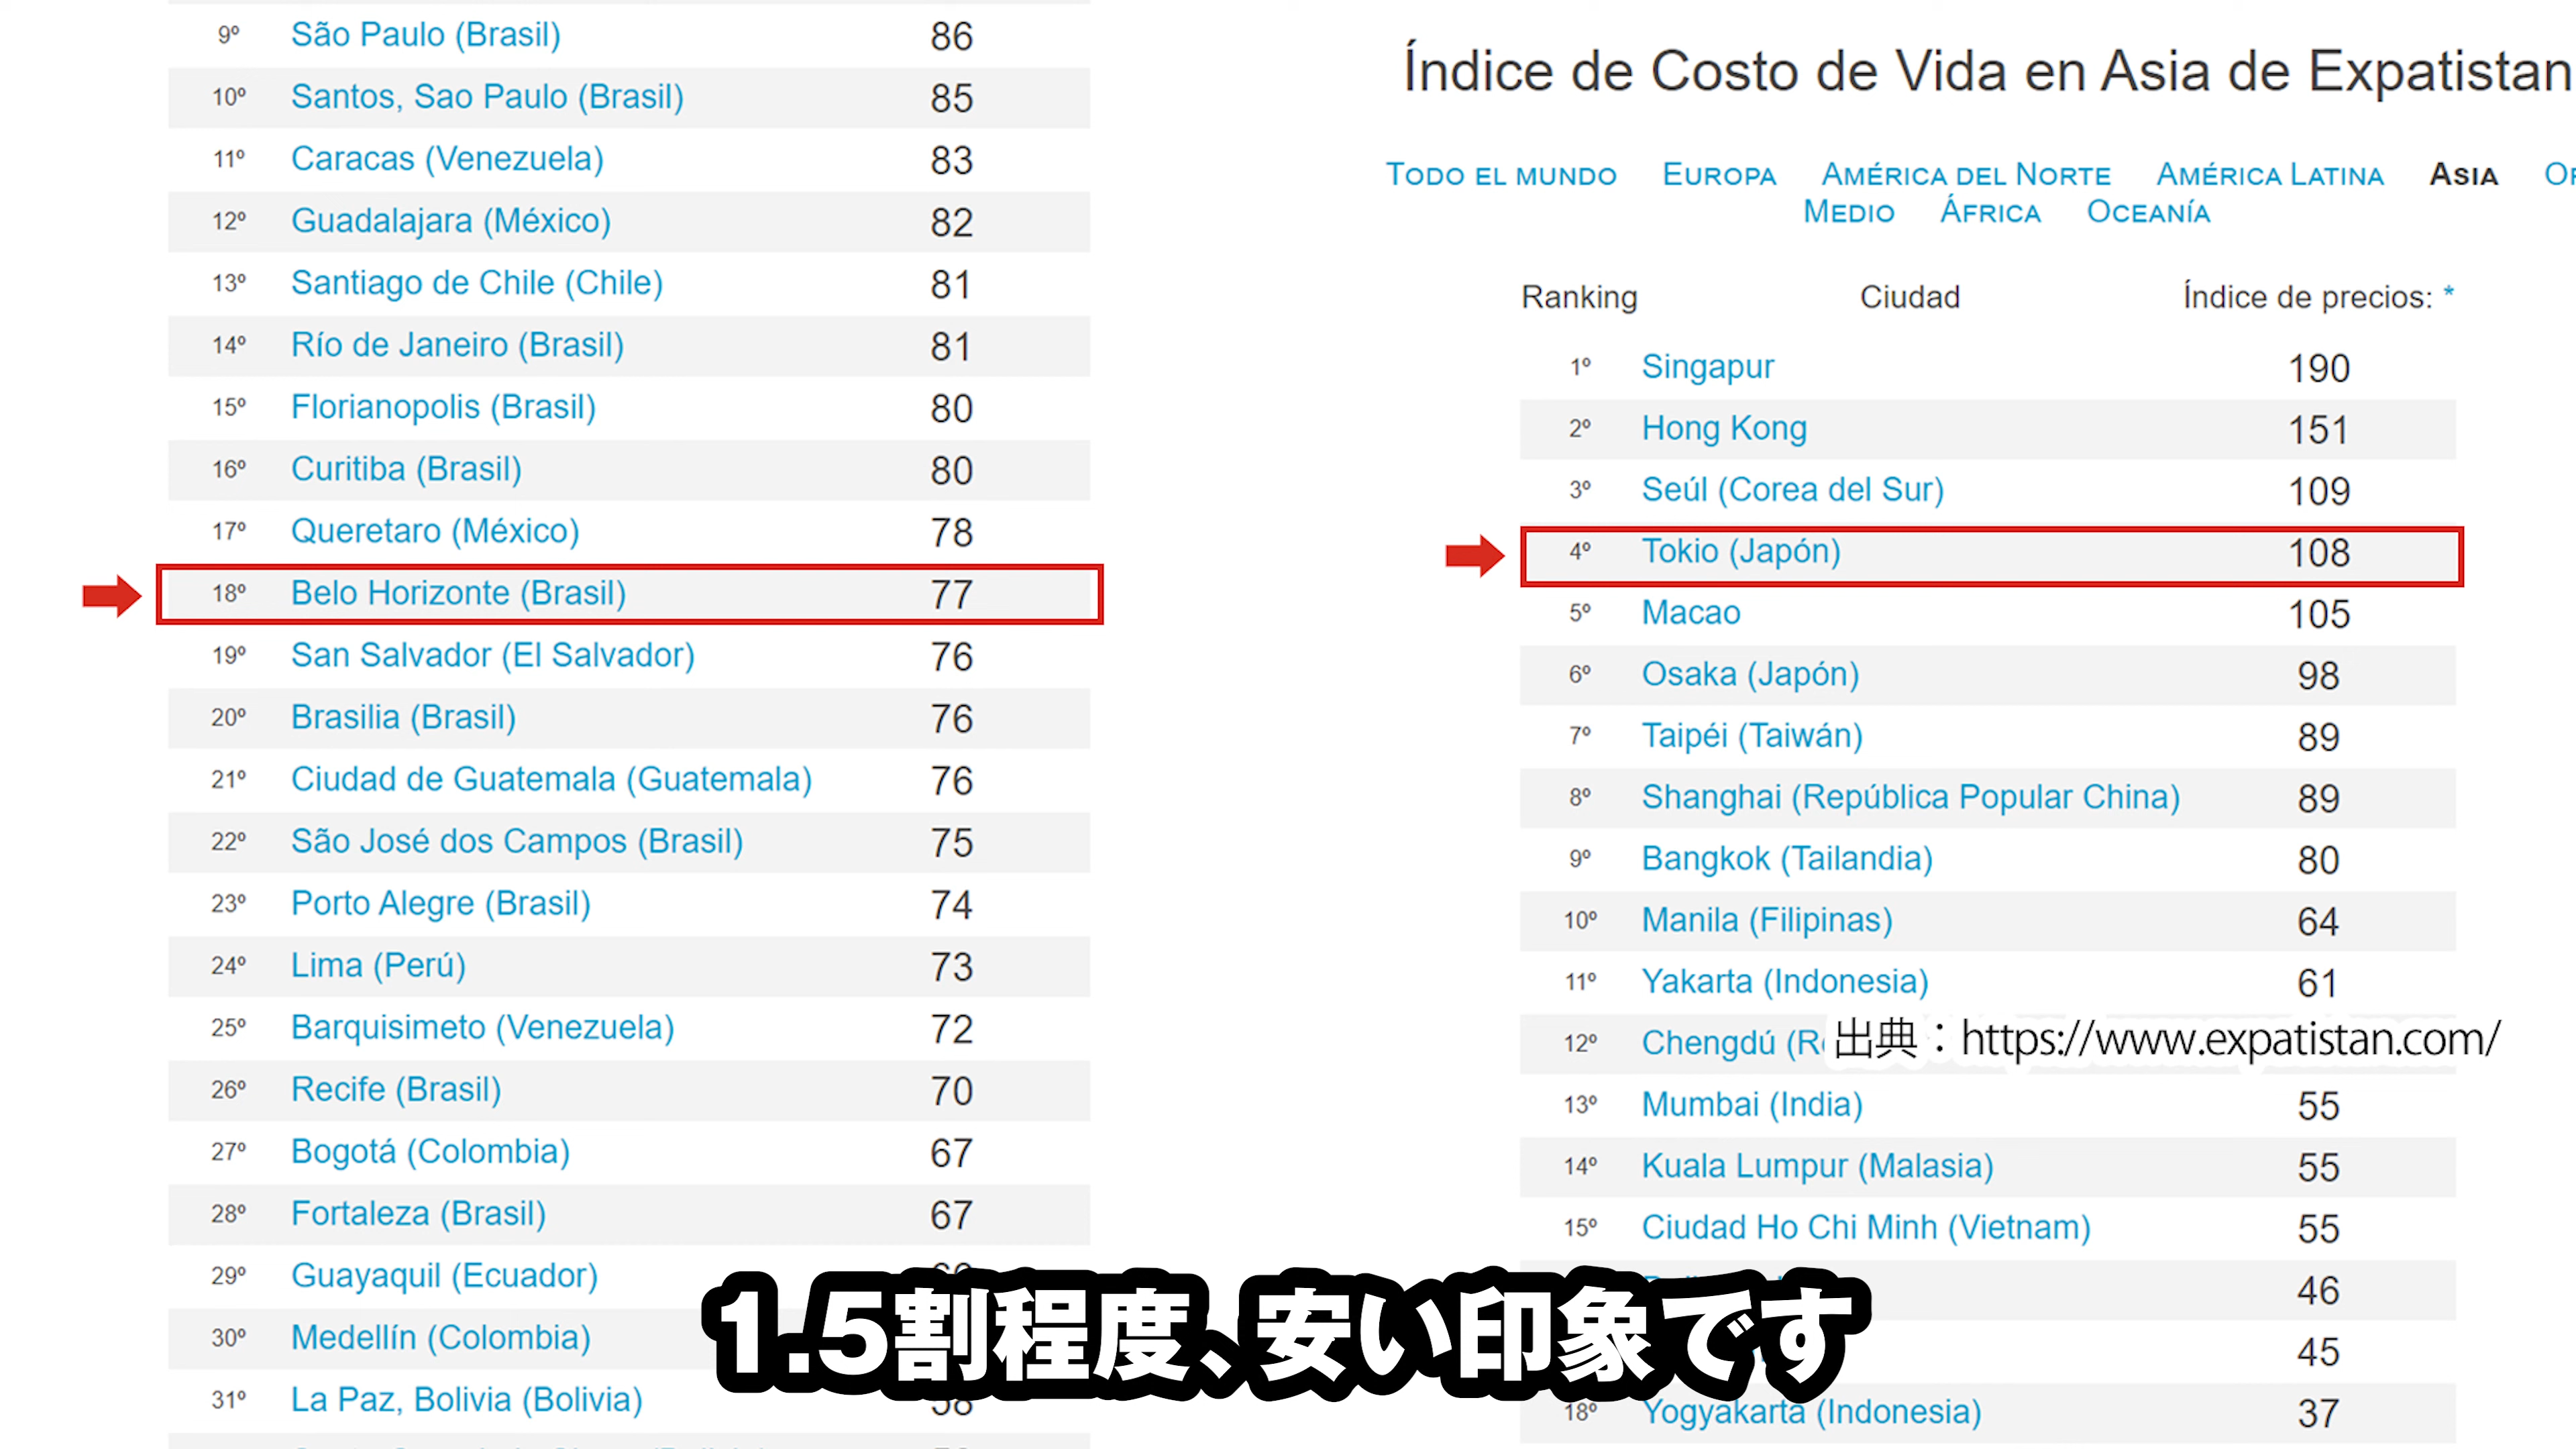 9º São Paulo (Brasil) 86
10º Santos, Sao Paulo (Brasil) 85
11º Caracas (Venezuela) 83
12º Guadalajara (México) 82
13º Santiago de Chile (Chile) 81
14º Río de Janeiro (Brasil) 81
15º Florianopolis (Brasil) 80
16º Curitiba (Brasil) 80
17º Queretaro (México) 78
18º Belo Horizonte (Brasil) 77
19º San Salvador (El Salvador) 76
20º Brasilia (Brasil) 76
21º Ciudad de Guatemala (Guatemala) 76
22º São José dos Campos (Brasil) 75
23º Porto Alegre (Brasil) 74
24º Lima (Perú) 73
25º Barquisimeto (Venezuela) 72
26º Recife (Brasil) 70
27º Bogotá (Colombia) 67
28º Fortaleza (Brasil) 67
29º Guayaquil (Ecuador)
30º Medellín (Colombia)
31º La Paz, Bolivia (Bolivia)
Índice de Costo de Vida en Asia de Expatistan
Todo el mundo Europa América del Norte América Latina Asia
Medio África Oceanía
Ranking Ciudad Índice de precios: *
1º Singapur 190
2º Hong Kong 151
3º Seúl (Corea del Sur) 109
4º Tokio (Japón) 108
5º Macao 105
6º Osaka (Japón) 98
7º Taipéi (Taiwán) 89
8º Shanghai (República Popular China) 89
9º Bangkok (Tailandia) 80
10º Manila (Filipinas) 64
11º Yakarta (Indonesia) 61
12º Chengdú
出典：https://www.expatistan.com/
13º Mumbai (India) 55
14º Kuala Lumpur (Malasia) 55
15º Ciudad Ho Chi Minh (Vietnam) 55
46
45
18º Yogyakarta (Indonesia) 37
1.5割程度、安い印象です